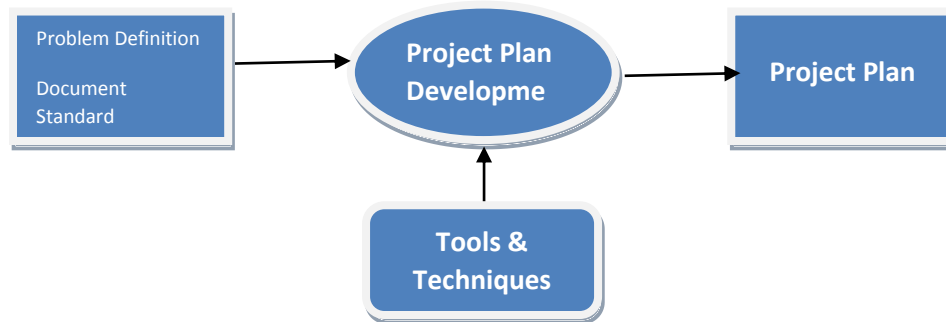 Problem Definition
Document
Standard
Project Plan
Developme
Project Plan
Tools &
Techniques